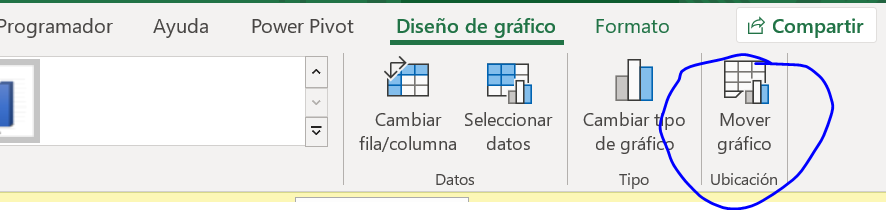 Programador Ayuda Power Pivot Diseño de gráfico Formato Compartir
Cambiar fila/columna
Seleccionar datos
Cambiar tipo de gráfico
Mover gráfico
Datos Tipo Ubicación